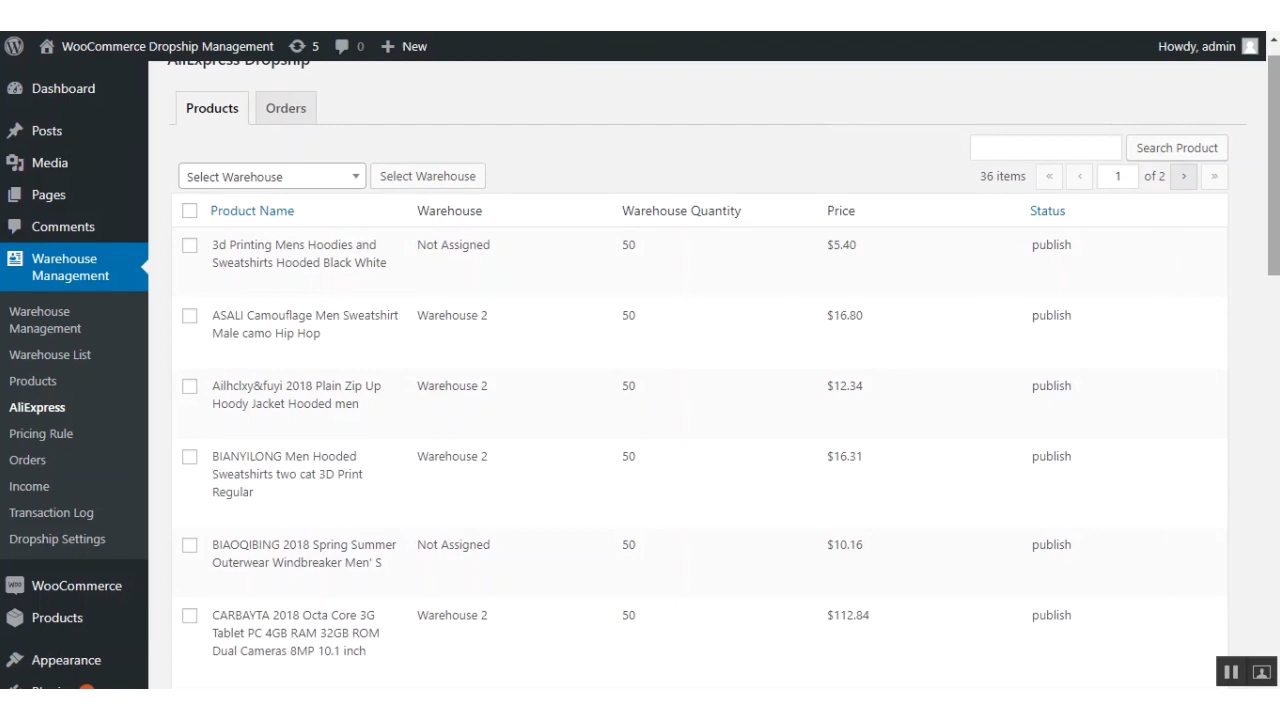 WooCommerce Dropship Management 5 0 New Howdy, admin
AliExpress Dropship
Dashboard
Posts
Media
Pages
Comments
Warehouse
Management
Warehouse
Management
Warehouse List
Products
AliExpress
Pricing Rule
Orders
Income
Transaction Log
Dropship Settings
WooCommerce
Products
Appearance
Products Orders
Search Product
Select Warehouse Select Warehouse 36 items « ‹ 1 of 2 › »
Product Name Warehouse Warehouse Quantity Price Status
3d Printing Mens Hoodies and Not Assigned 50 $5.40 publish
Sweatshirts Hooded Black White
ASALI Camouflage Men Sweatshirt Warehouse 2 50 $16.80 publish
Male camo Hip Hop
Ailhclxy&fuyi 2018 Plain Zip Up Warehouse 2 50 $12.34 publish
Hoody Jacket Hooded men
BIANYILONG Men Hooded Warehouse 2 50 $16.31 publish
Sweatshirts two cat 3D Print
Regular
BIAOQIBING 2018 Spring Summer Not Assigned 50 $10.16 publish
Outerwear Windbreaker Men' S
CARBAYTA 2018 Octa Core 3G Warehouse 2 50 $112.84 publish
Tablet PC 4GB RAM 32GB ROM
Dual Cameras 8MP 10.1 inch